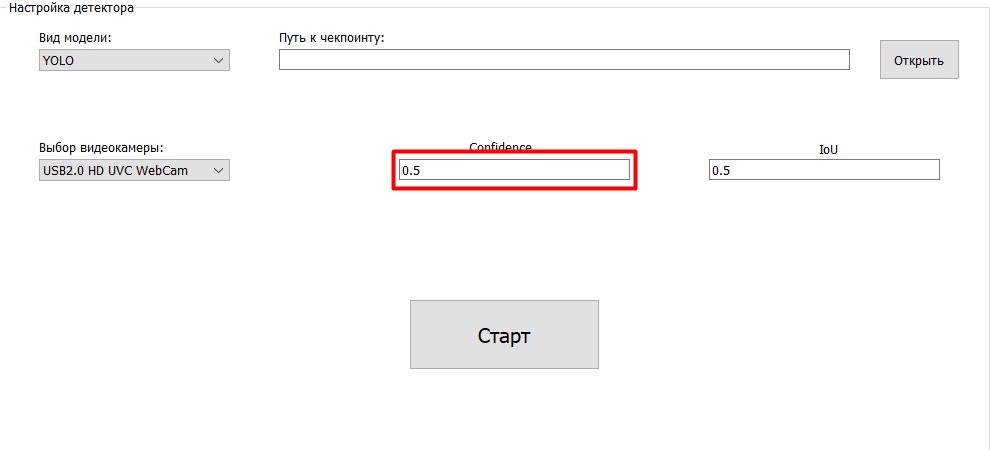 Настройка детектора
Вид модели:
Путь к чекпоинту:
YOLO
Открыть
Выбор видеокамеры:
Confidence
IoU
USB2.0 HD UVC WebCam
0.5
0.5
Старт